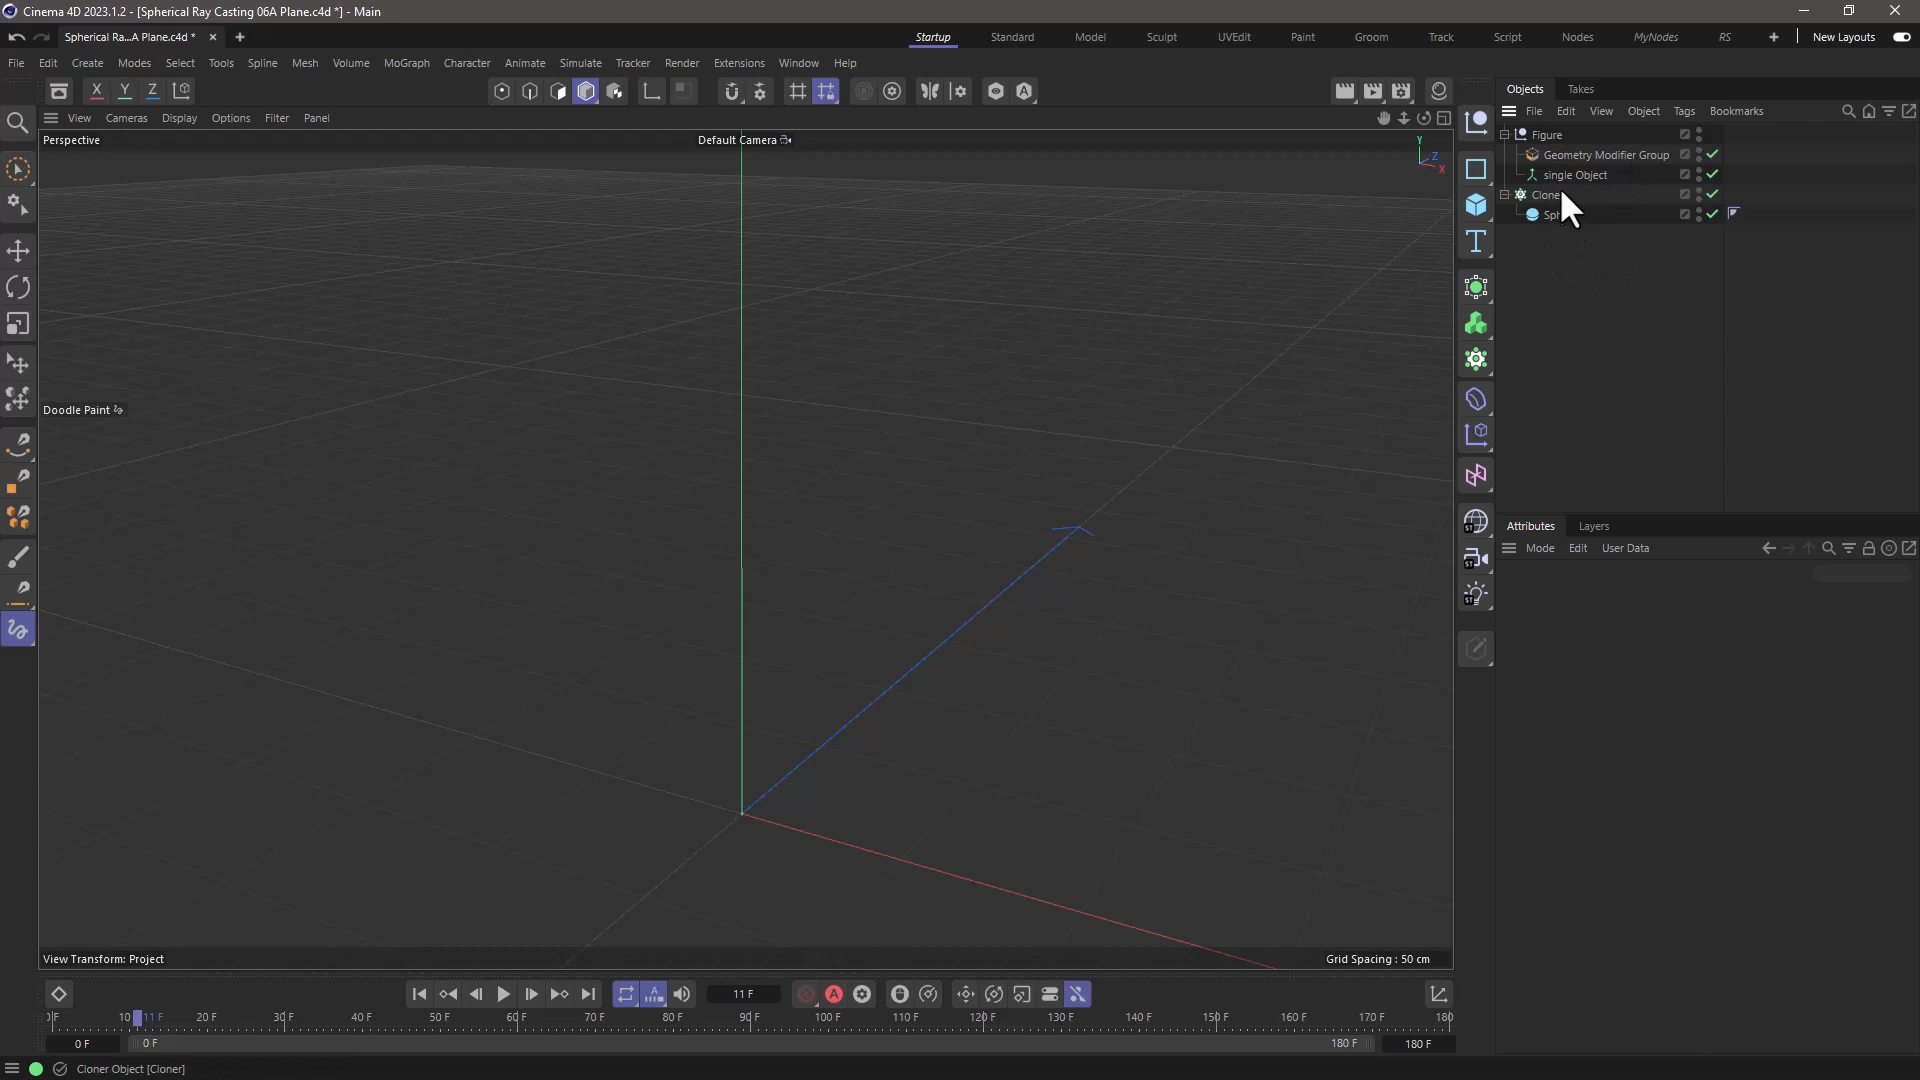 Cinema 4D 2023.1.2 - [Spherical Ray Casting 06A Plane.c4d *] - Main
Spherical Ra...A Plane.c4d *
Startup
Standard
Model
Sculpt
UVEdit
Paint
Groom
Track
Script
Nodes
MyNodes
RS
New Layouts
File Edit Create Modes Select Tools Spline Mesh Volume MoGraph Character Animate Simulate Tracker Render Extensions Window Help
X Y Z
Objects Takes
File Edit View Object Tags Bookmarks
View Cameras Display Options Filter Panel
Perspective
Default Camera
Y
Z
X
Figure
Geometry Modifier Group
single Object
Clone
Sph
Doodle Paint
Attributes Layers
Mode Edit User Data
View Transform: Project
Grid Spacing : 50 cm
11 F
10 11 F 20 F 30 F 40 F 50 F 60 F 70 F 80 F 90 F 100 F 110 F 120 F 130 F 140 F 150 F 160 F 170 F 180
0 F
0 F
180 F
180 F
Cloner Object [Cloner]